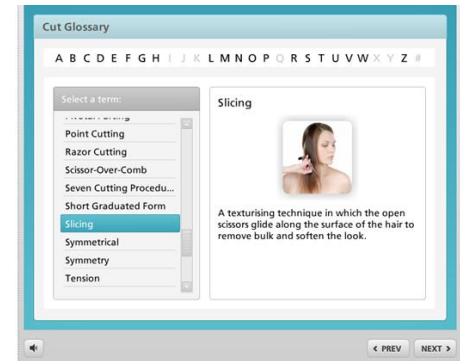 Cut Glossary
A B C D E F G H I J K L M N O P Q R S T U V W X Y Z #
Select a term:
Point Cutting
Razor Cutting
Scissor-Over-Comb
Seven Cutting Procedu...
Short Graduated Form
Slicing
Symmetrical
Symmetry
Tension
Slicing
A texturising technique in which the open
scissors glide along the surface of the hair to
remove bulk and soften the look.
< PREV
NEXT >